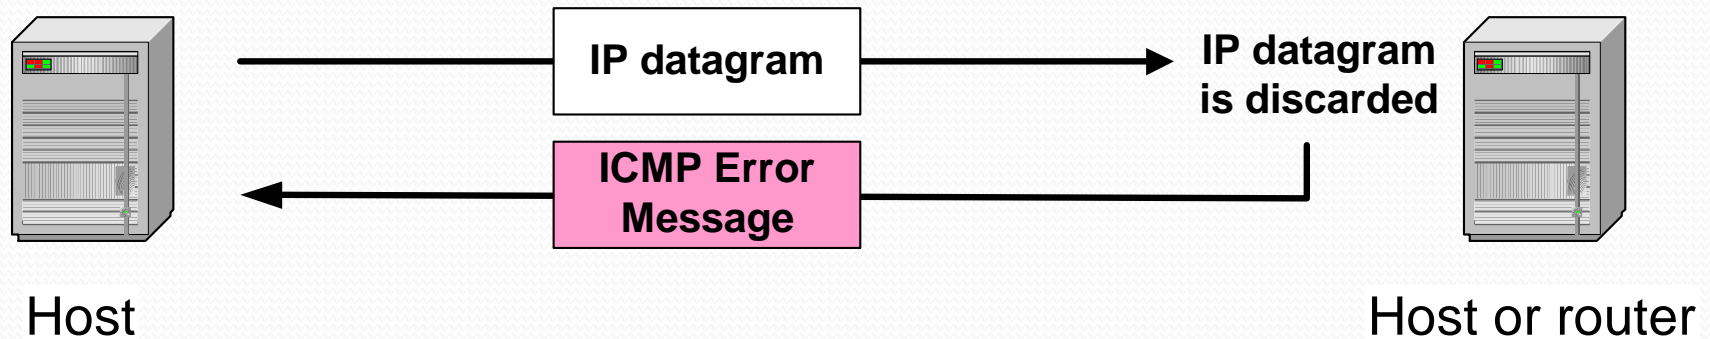 IP datagram
IP datagram
is discarded
ICMP Error
Message
Host
Host or router